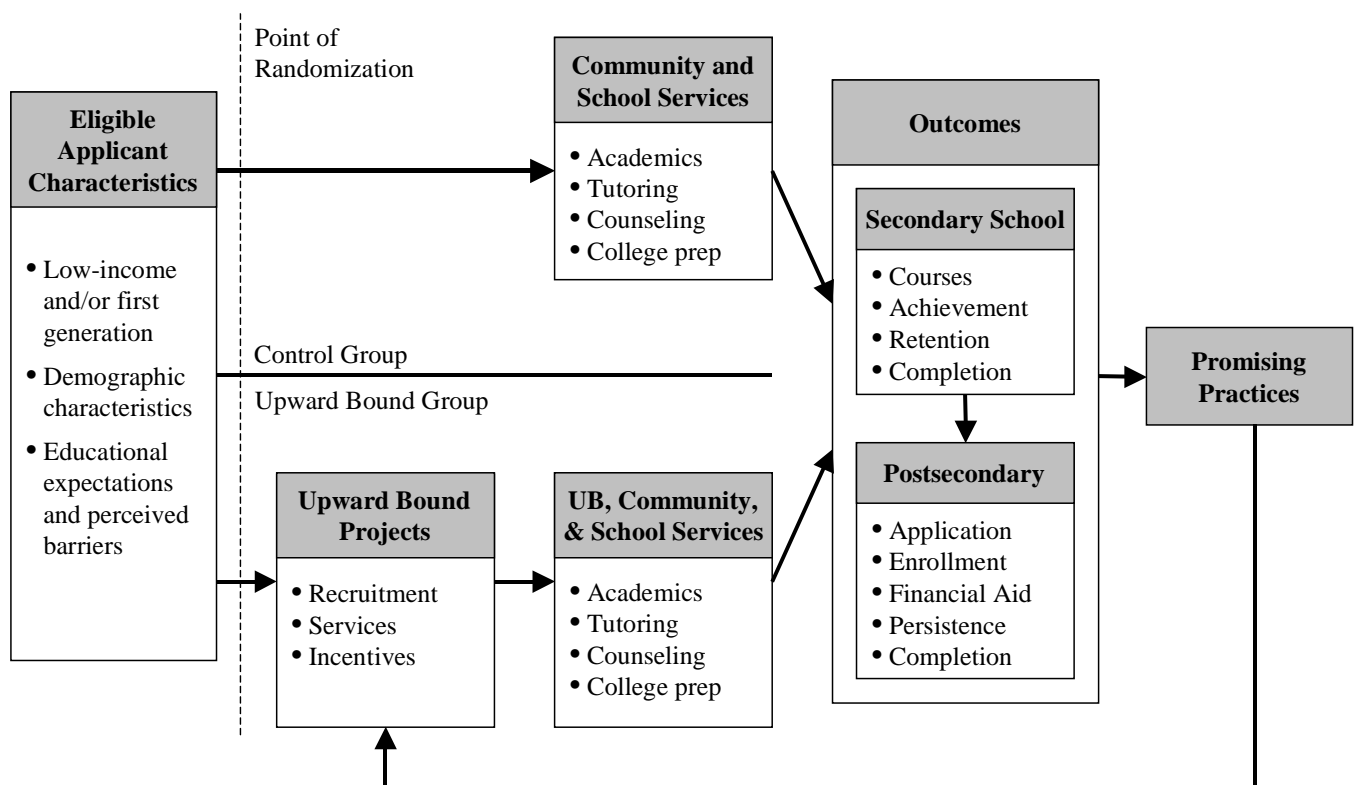 Point of
Randomization
Eligible
Applicant
Characteristics
• Low-income
and/or first
generation
• Demographic
characteristics
• Educational
expectations
and perceived
barriers
Community and
School Services
• Academics
• Tutoring
• Counseling
• College prep
Control Group
Upward Bound Group
Upward Bound
Projects
• Recruitment
• Services
• Incentives
UB, Community,
& School Services
• Academics
• Tutoring
• Counseling
• College prep
Outcomes
Secondary School
• Courses
• Achievement
• Retention
• Completion
Postsecondary
• Application
• Enrollment
• Financial Aid
• Persistence
• Completion
Promising
Practices